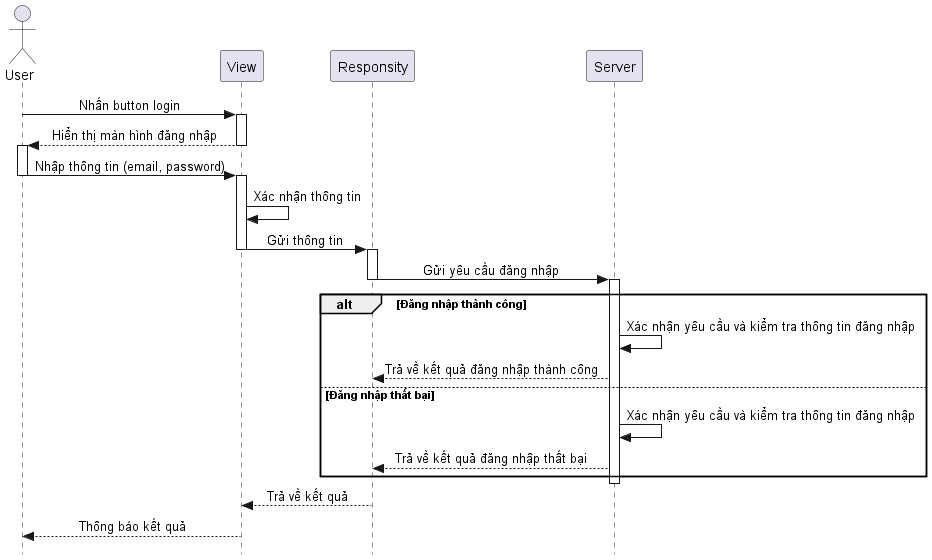 User
View
Responsity
Server
Nhấn button login
Hiển thị màn hình đăng nhập
Nhập thông tin (email, password)
Xác nhận thông tin
Gửi thông tin
Gửi yêu cầu đăng nhập
alt
[Đăng nhập thành công]
Xác nhận yêu cầu và kiểm tra thông tin đăng nhập
Trả về kết quả đăng nhập thành công
[Đăng nhập thất bại]
Xác nhận yêu cầu và kiểm tra thông tin đăng nhập
Trả về kết quả đăng nhập thất bại
Trả về kết quả
Thông báo kết quả